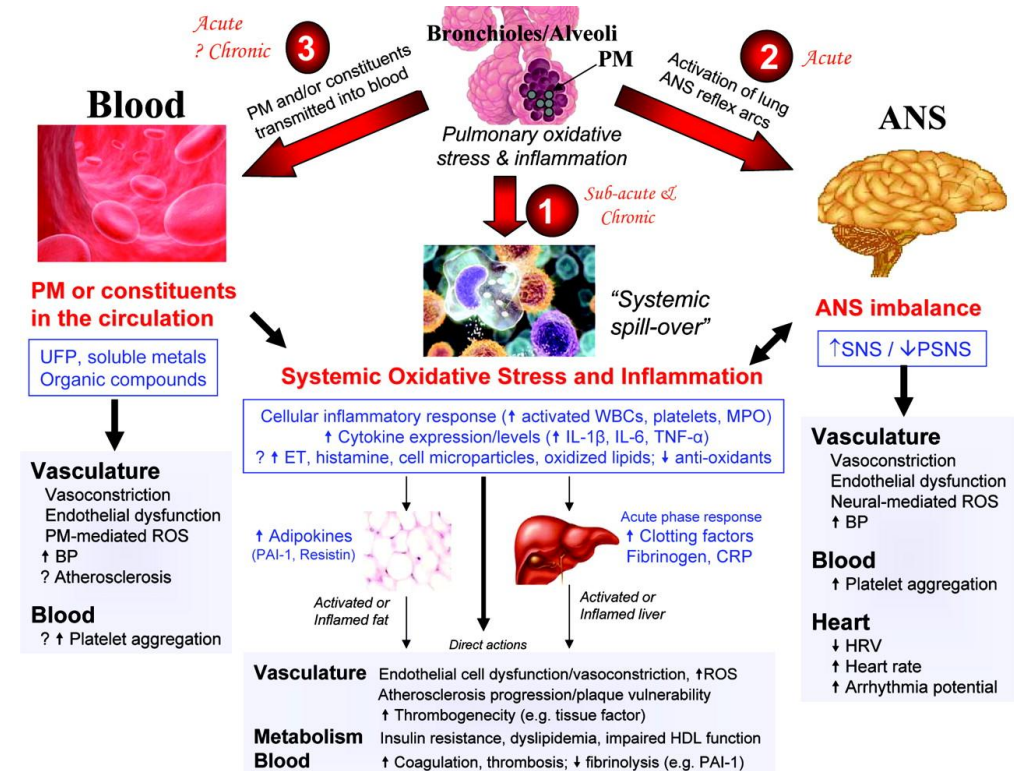 Acute
? Chronic
3
PM and/or constituents
transmitted into blood
Bronchioles/Alveoli
PM
Pulmonary oxidative
stress & inflammation
2
Acute
Activation of lung
ANS reflex arcs
Blood
ANS
1
Sub-acute &
Chronic
"Systemic
spill-over"
PM or constituents
in the circulation
UFP, soluble metals
Organic compounds
Vasculature
Vasoconstriction
Endothelial dysfunction
PM-mediated ROS
↑ BP
? Atherosclerosis
Blood
? ↑ Platelet aggregation
Systemic Oxidative Stress and Inflammation
Cellular inflammatory response (↑ activated WBCs, platelets, MPO)
↑ Cytokine expression/levels (↑ IL-1β, IL-6, TNF-α)
? ↑ ET, histamine, cell microparticles, oxidized lipids; ↓ anti-oxidants
↑ Adipokines
(PAI-1, Resistin)
Activated or
Inflamed fat
Acute phase response
↑ Clotting factors
Fibrinogen, CRP
Activated or
Inflamed liver
Direct actions
Vasculature Endothelial cell dysfunction/vasoconstriction, ↑ROS
Atherosclerosis progression/plaque vulnerability
↑ Thrombogenicity (e.g. tissue factor)
Metabolism Insulin resistance, dyslipidemia, impaired HDL function
Blood ↑ Coagulation, thrombosis; ↓ fibrinolysis (e.g. PAI-1)
ANS imbalance
↑SNS / ↓PSNS
Vasculature
Vasoconstriction
Endothelial dysfunction
Neural-mediated ROS
↑ BP
Blood
↑ Platelet aggregation
Heart
↓ HRV
↑ Heart rate
↑ Arrhythmia potential